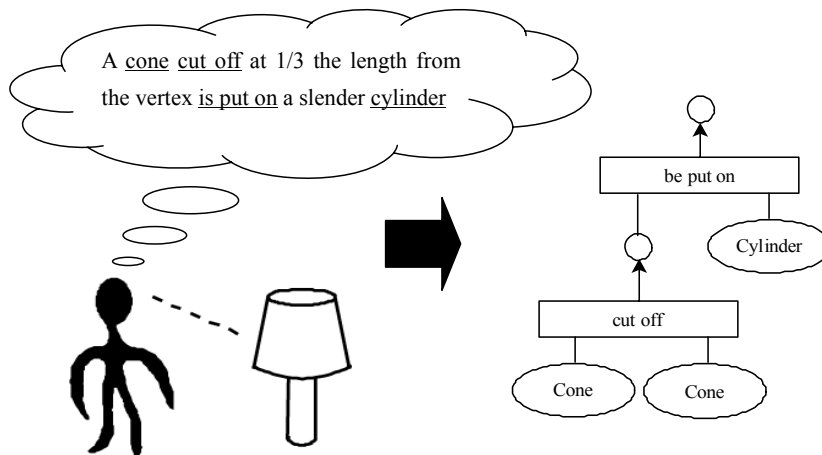 A cone cut off at 1/3 the length from
the vertex is put on a slender cylinder
be put on
Cylinder
cut off
Cone
Cone